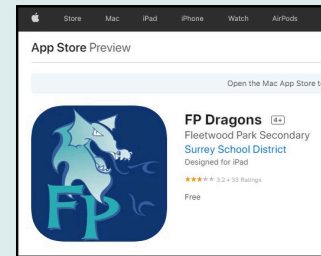 Store Mac iPad iPhone Watch AirPods
App Store Preview
Open the Mac App Store t
FP Dragons 4+
Fleetwood Park Secondary
Surrey School District
Designed for iPad
★★★★★ 3.2 • 33 Ratings
Free
FP